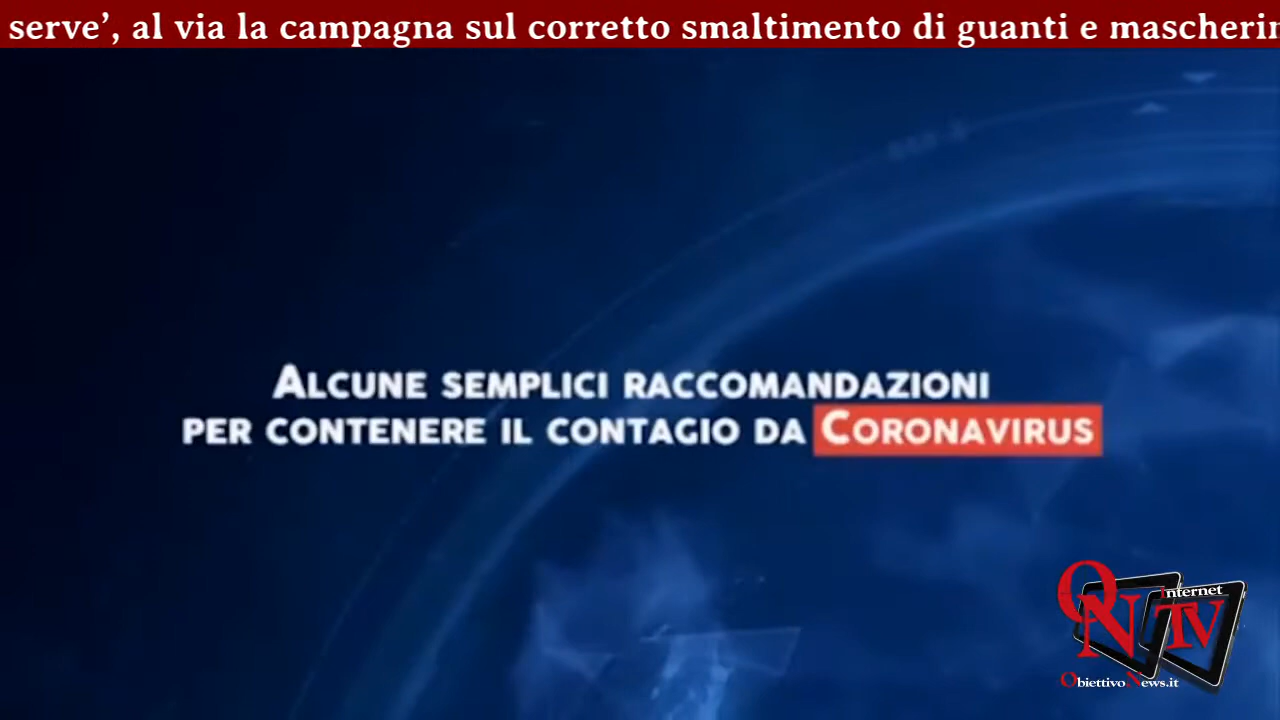 serve’, al via la campagna sul corretto smaltimento di guanti e mascherin
Alcune semplici raccomandazioni
per contenere il contagio da Coronavirus
ON Internet TV
ObiettivoNews.it